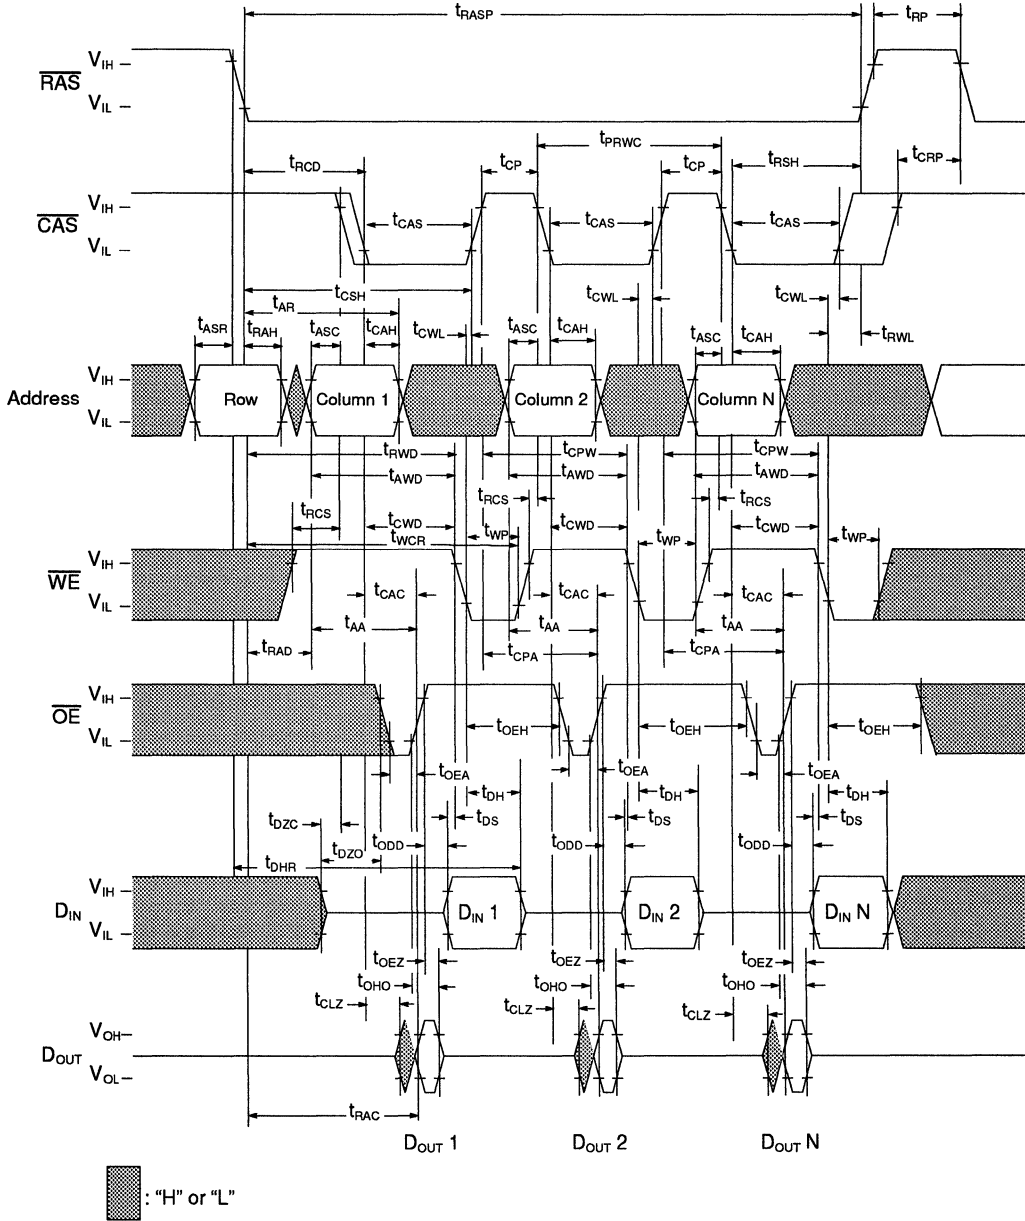 tRASP
tRP
RAS
VIH
VIL
tPRWC
tRCD
tCP
tCP
tRSH
tCRP
CAS
VIH
VIL
tCAS
tCAS
tCAS
tCSH
tCWL
tCWL
tAR
tASR
tRAH
tASC
tCAH
tCWL
tASC
tCAH
tASC
tCAH
tRWL
Address
VIH
VIL
Row
Column 1
Column 2
Column N
tRWD
tCPW
tCPW
tAWD
tAWD
tAWD
tRCS
tRCS
tRCS
tCWD
tWP
tCWD
tWP
tCWD
tWP
tWCR
WE
VIH
VIL
tCAC
tCAC
tCAC
tAA
tAA
tAA
tRAD
tCPA
tCPA
OE
VIH
VIL
tOEH
tOEH
tOEH
tOEA
tOEA
tOEA
tDH
tDH
tDH
tDZC
tDS
tDS
tDS
tODD
tODD
tODD
tDZO
tDHR
DIN
VIH
VIL
DIN 1
DIN 2
DIN N
tOEZ
tOEZ
tOEZ
tOHO
tOHO
tOHO
tCLZ
tCLZ
tCLZ
DOUT
VOH
VOL
tRAC
DOUT 1
DOUT 2
DOUT N
: “H” or “L”